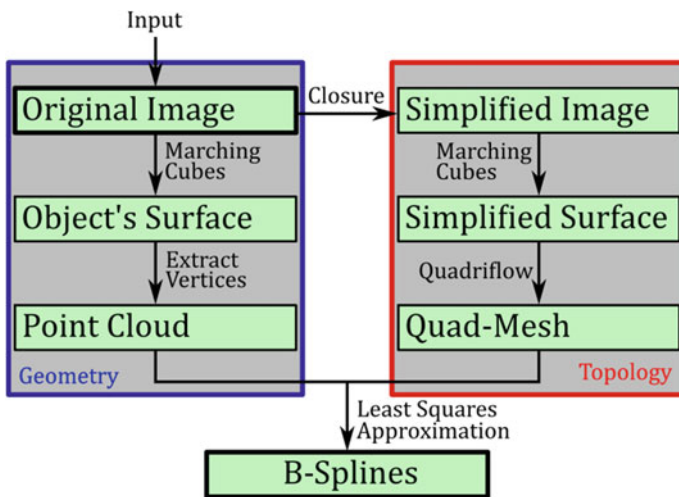 Input
Original Image
Closure
Simplified Image
Marching
Cubes
Marching
Cubes
Object's Surface
Simplified Surface
Extract
Vertices
Quadriflow
Point Cloud
Quad-Mesh
Geometry
Topology
Least Squares
Approximation
B-Splines